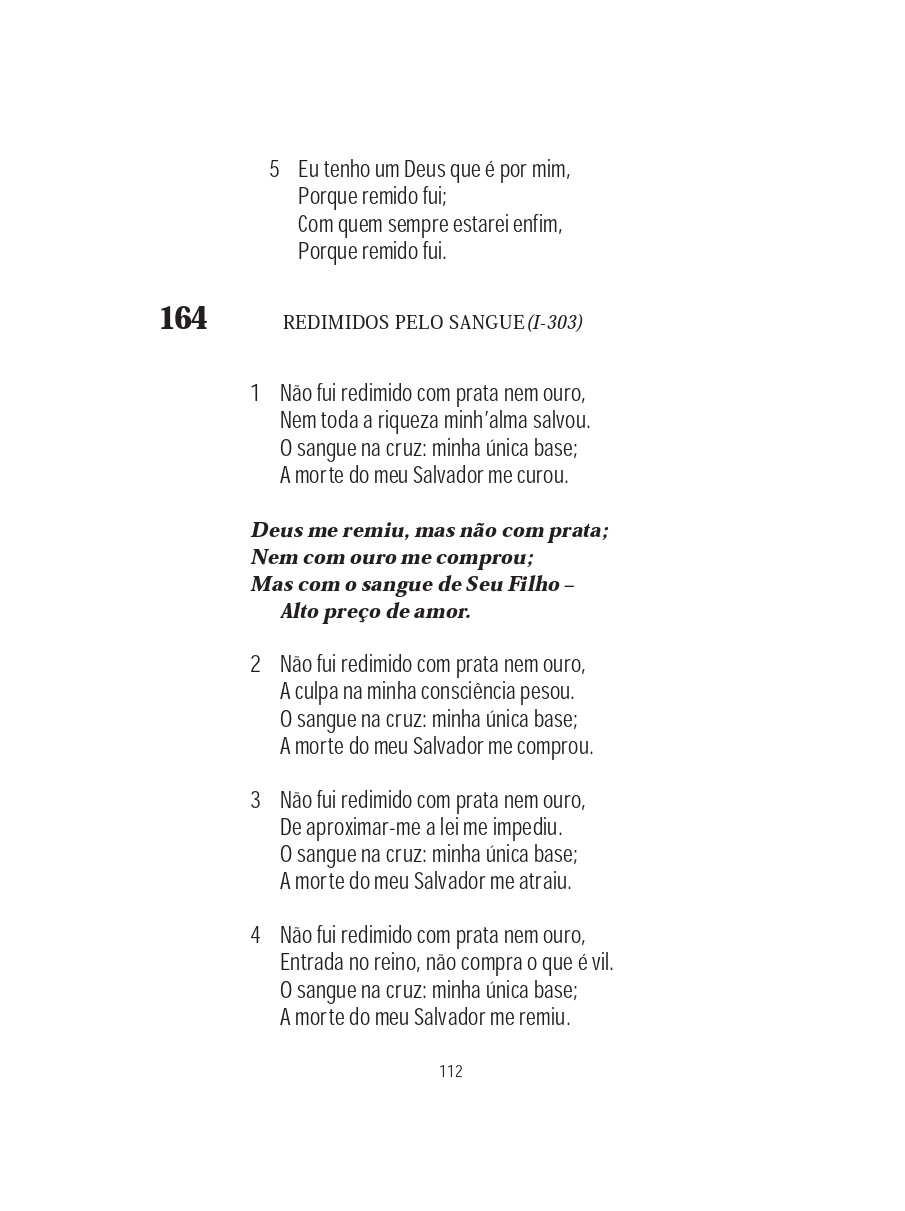 5 Eu tenho um Deus que é por mim,
Porque remido fui;
Com quem sempre estarei enfim,
Porque remido fui.
164 REDIMIDOS PELO SANGUE (I-303)
1 Não fui redimido com prata nem ouro,
Nem toda a riqueza minh’alma salvou.
O sangue na cruz: minha única base;
A morte do meu Salvador me curou.
Deus me remiu, mas não com prata;
Nem com ouro me comprou;
Mas com o sangue de Seu Filho –
Alto preço de amor.
2 Não fui redimido com prata nem ouro,
A culpa na minha consciência pesou.
O sangue na cruz: minha única base;
A morte do meu Salvador me comprou.
3 Não fui redimido com prata nem ouro,
De aproximar-me a lei me impediu.
O sangue na cruz: minha única base;
A morte do meu Salvador me atraiu.
4 Não fui redimido com prata nem ouro,
Entrada no reino, não compra o que é vil.
O sangue na cruz: minha única base;
A morte do meu Salvador me remiu.
112